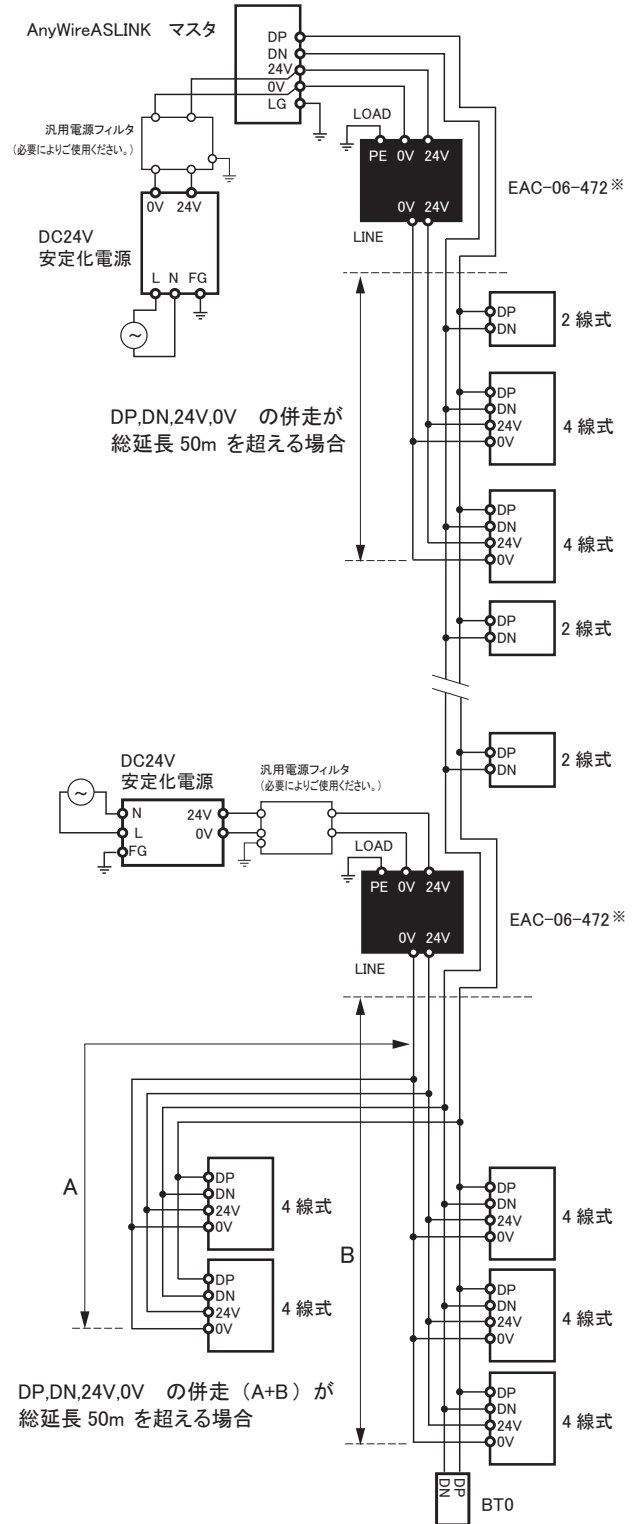 AnyWireASLINK マスタ
DP
DN
24V
0V
LG
汎用電源フィルタ
(必要によりご使用ください。)
LOAD
PE 0V 24V
0V 24V
LINE
EAC-06-472※
0V 24V
DC24V
安定化電源
L N FG
DP
DN
2 線式
DP,DN,24V,0V の併走が
総延長 50m を超える場合
DP
DN
24V
0V
4 線式
DP
DN
24V
0V
4 線式
DP
DN
2 線式
DP
DN
2 線式
DC24V
安定化電源
N
L
FG
24V
0V
汎用電源フィルタ
(必要によりご使用ください。)
LOAD
PE 0V 24V
0V 24V
LINE
EAC-06-472※
A
B
DP
DN
24V
0V
4 線式
DP
DN
24V
0V
4 線式
DP
DN
24V
0V
4 線式
DP
DN
24V
0V
4 線式
DP
DN
24V
0V
4 線式
DP,DN,24V,0V の併走 (A+B) が
総延長 50m を超える場合
DP
DN
BT0